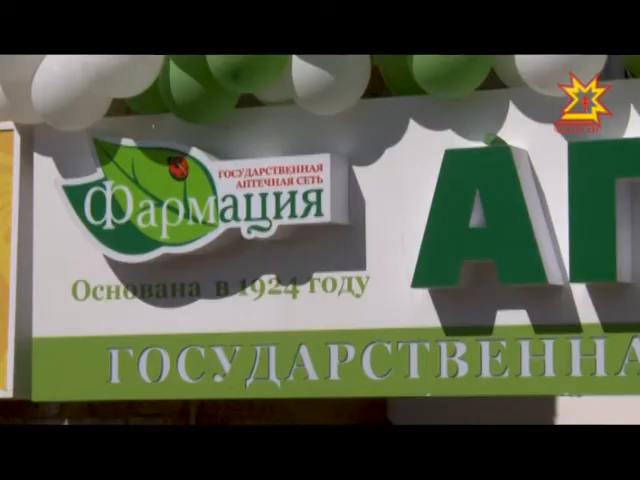 ГОСУДАРСТВЕННАЯ
АПТЕЧНАЯ СЕТЬ
Фармация
Основана в 1924 году
АП
ГОСУДАРСТВЕННА